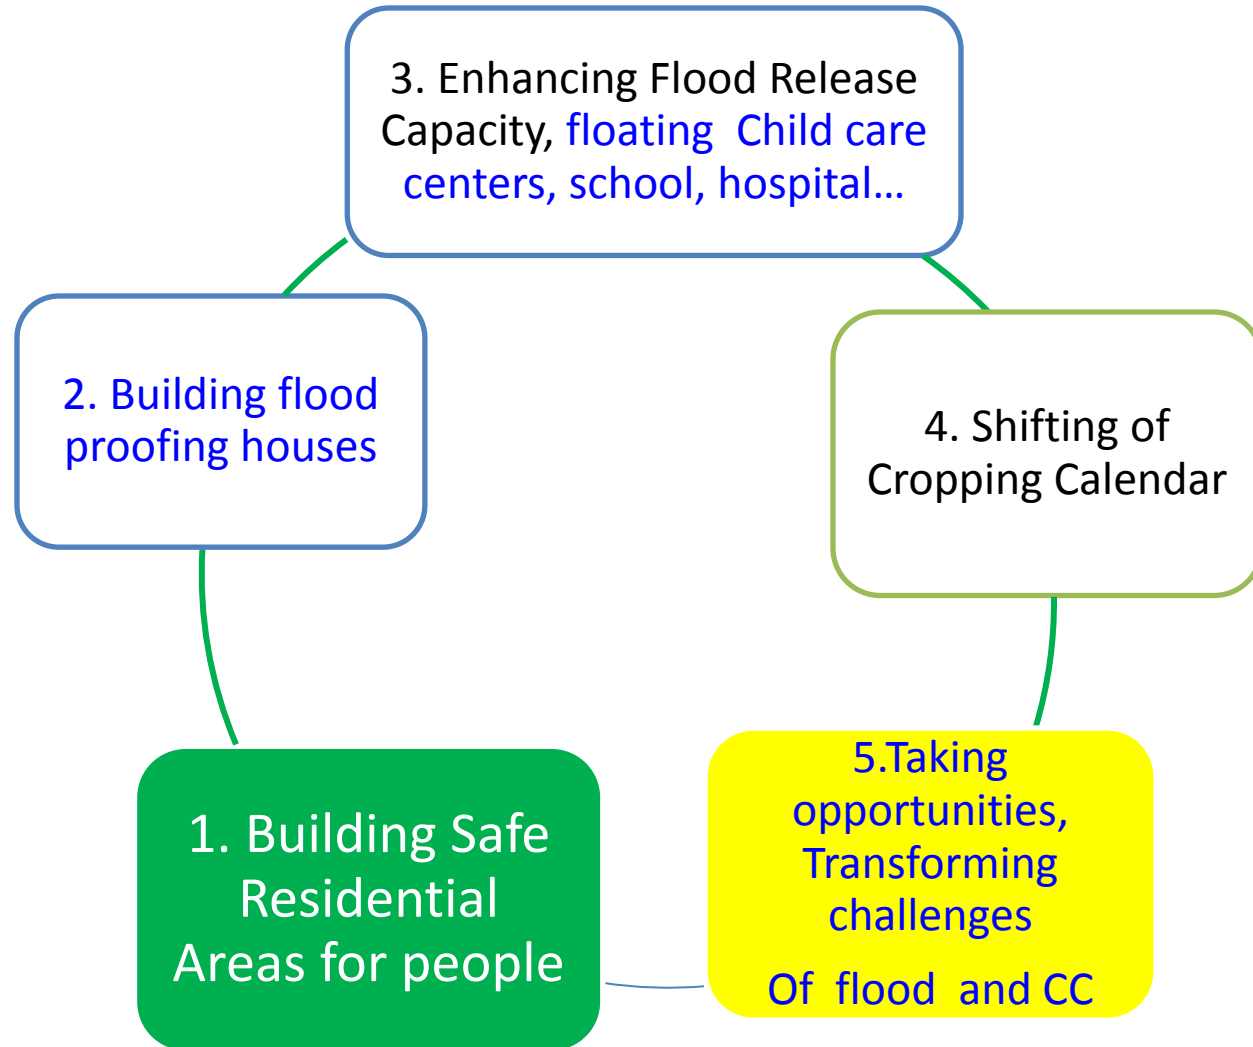 3. Enhancing Flood Release
Capacity, floating Child care
centers, school, hospital...
2. Building flood
proofing houses
4. Shifting of
Cropping Calendar
1. Building Safe
Residential
Areas for people
5.Taking
opportunities,
Transforming
challenges
Of flood and CC